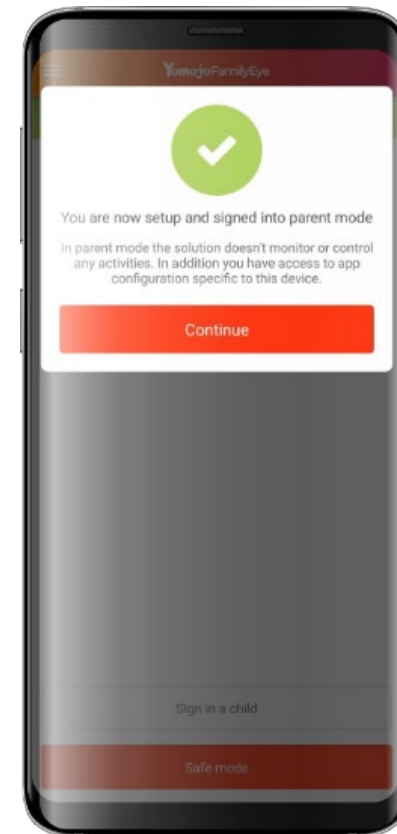 YomojoFamilyEye
You are now setup and signed into parent mode
In parent mode the solution doesn't monitor or control
any activities. In addition you have access to app
configuration specific to this device.
Continue
Sign in a child
Safe mode